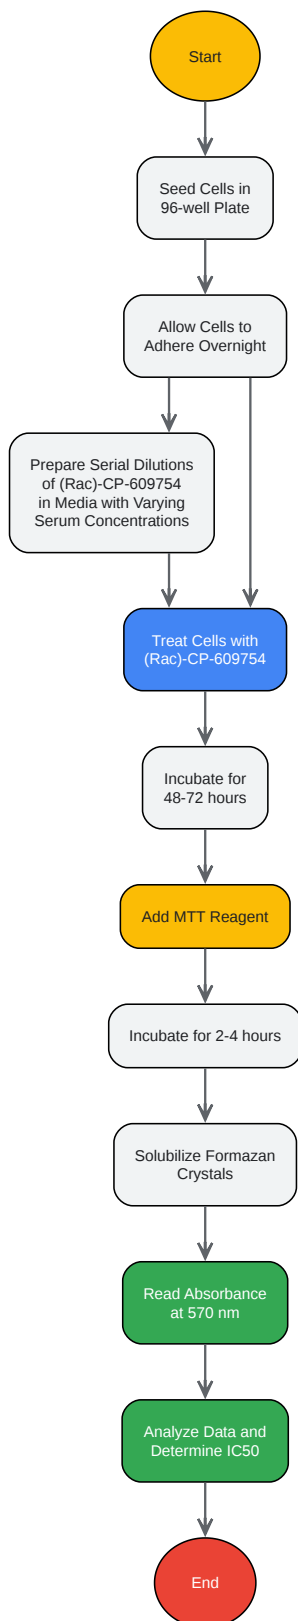 Start
Seed Cells in
96-well Plate
Allow Cells to
Adhere Overnight
Prepare Serial Dilutions
of (Rac)-CP-609754
in Media with Varying
Serum Concentrations
Treat Cells with
(Rac)-CP-609754
Incubate for
48-72 hours
Add MTT Reagent
Incubate for 2-4 hours
Solubilize Formazan
Crystals
Read Absorbance
at 570 nm
Analyze Data and
Determine IC50
End